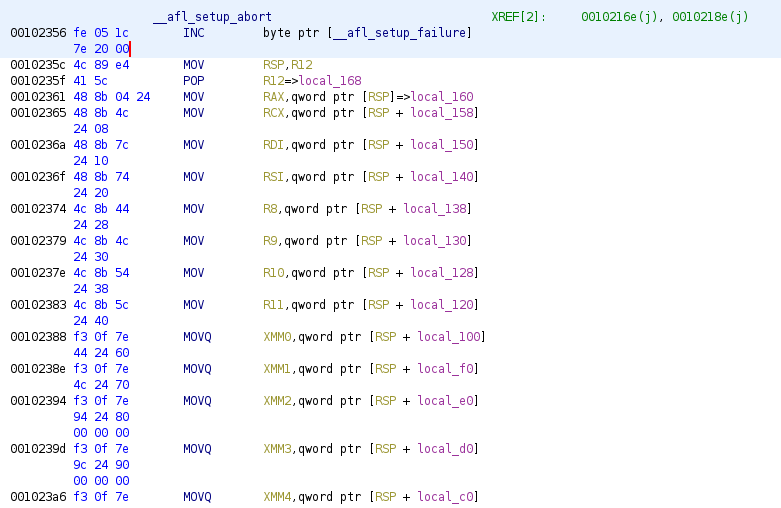 __afl_setup_abort XREF[2]: 0010216e(j), 0010218e(j)
00102356 fe 05 1c INC byte ptr [__afl_setup_failure]
7e 20 00
0010235c 4c 89 e4 MOV RSP,R12
0010235f 41 5c POP R12=>local_168
00102361 48 8b 04 24 MOV RAX,qword ptr [RSP]=>local_160
00102365 48 8b 4c MOV RCX,qword ptr [RSP + local_158]
24 08
0010236a 48 8b 7c MOV RDI,qword ptr [RSP + local_150]
24 10
0010236f 48 8b 74 MOV RSI,qword ptr [RSP + local_140]
24 20
00102374 4c 8b 44 MOV R8,qword ptr [RSP + local_138]
24 28
00102379 4c 8b 4c MOV R9,qword ptr [RSP + local_130]
24 30
0010237e 4c 8b 54 MOV R10,qword ptr [RSP + local_128]
24 38
00102383 4c 8b 5c MOV R11,qword ptr [RSP + local_120]
24 40
00102388 f3 0f 7e MOVQ XMM0,qword ptr [RSP + local_100]
44 24 60
0010238e f3 0f 7e MOVQ XMM1,qword ptr [RSP + local_f0]
4c 24 70
00102394 f3 0f 7e MOVQ XMM2,qword ptr [RSP + local_e0]
94 24 80
00 00 00
0010239d f3 0f 7e MOVQ XMM3,qword ptr [RSP + local_d0]
9c 24 90
00 00 00
001023a6 f3 0f 7e MOVQ XMM4,qword ptr [RSP + local_c0]